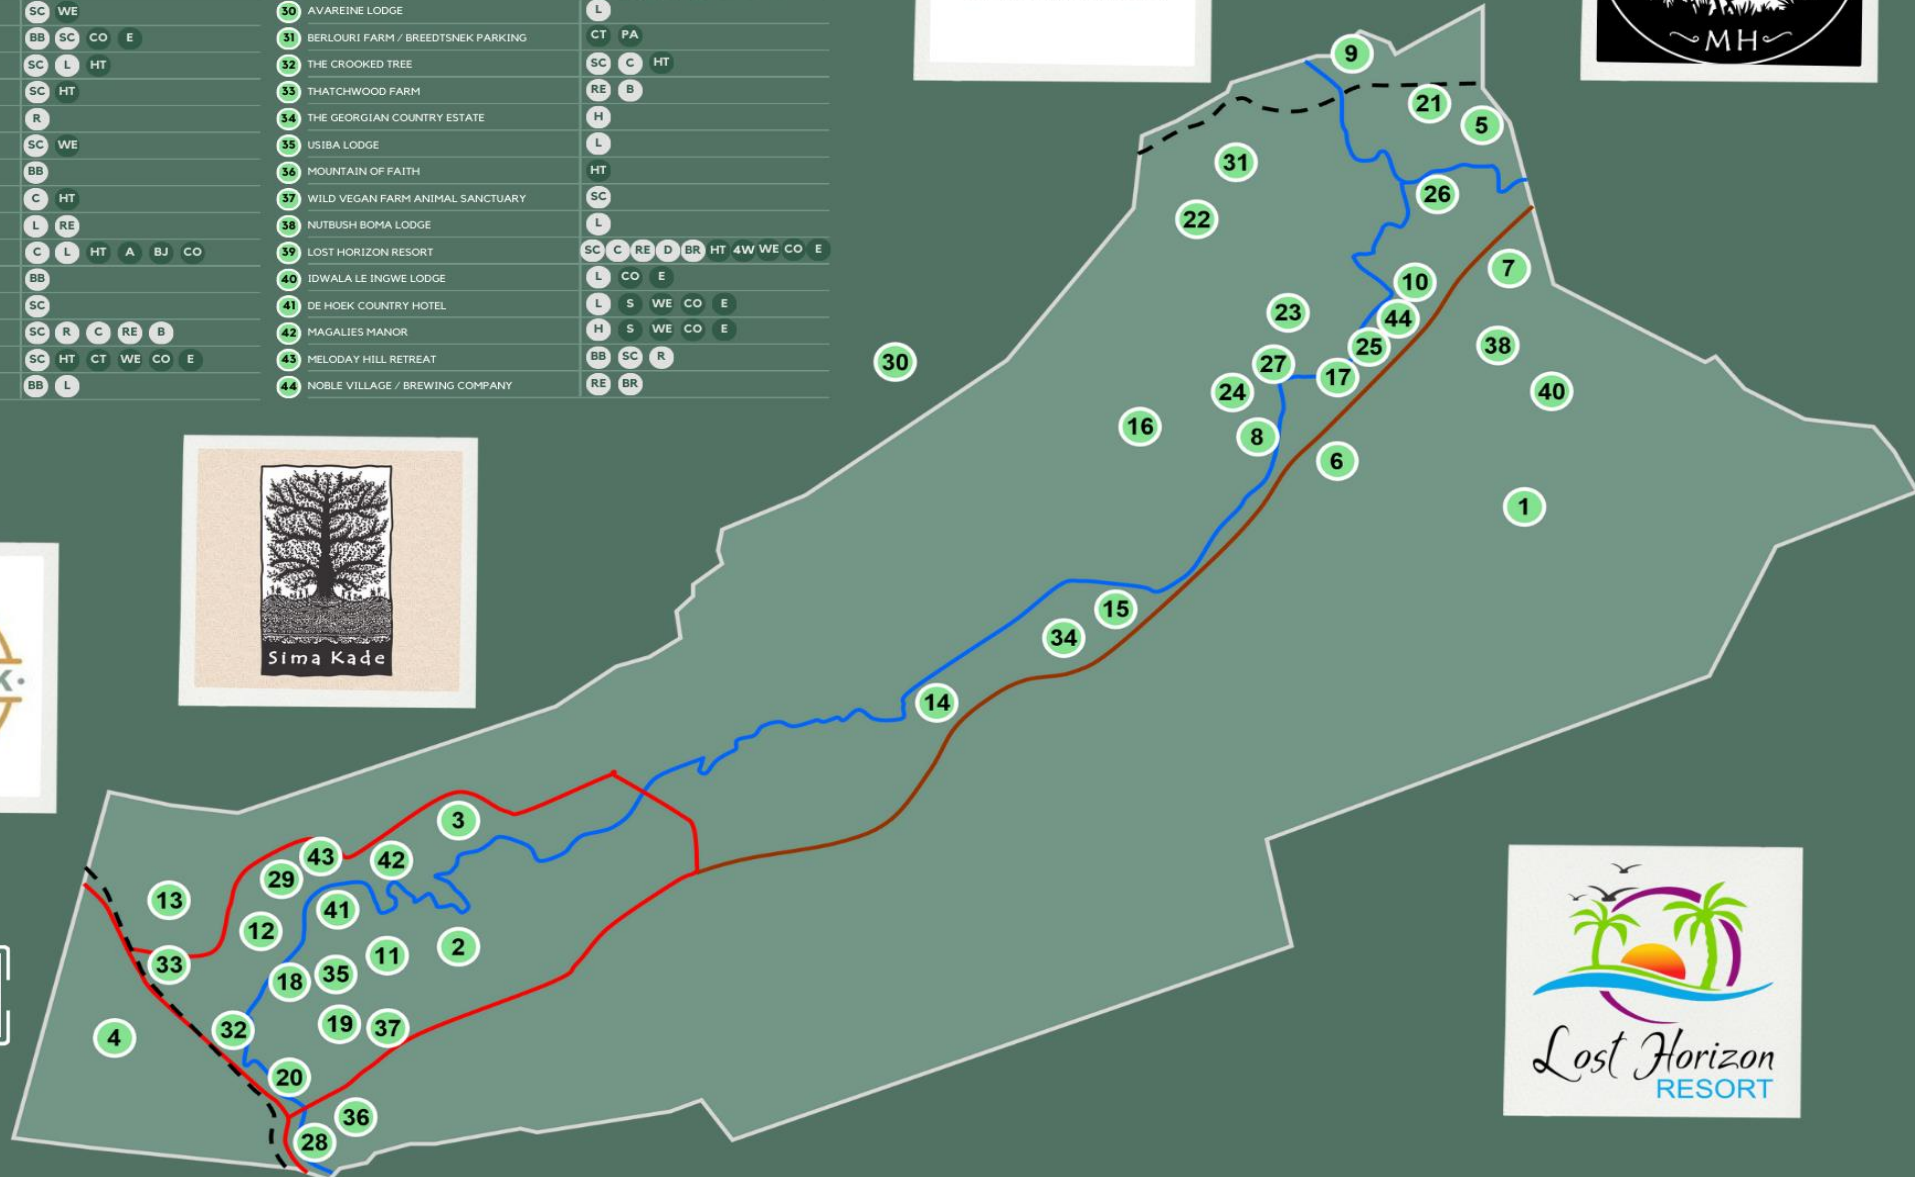 SC WE
BB SC CO E
SC L HT
SC HT
R
SC WE
BB
C HT
L RE
C L HT A BJ CO
BB
SC
SC R C RE B
SC HT CT WE CO E
BB L
30 AVAREINE LODGE L
31 BERLOURI FARM / BREEDTSNEK PARKING CT PA
32 THE CROOKED TREE SC C HT
33 THATCHWOOD FARM RE B
34 THE GEORGIAN COUNTRY ESTATE H
35 USIBA LODGE L
36 MOUNTAIN OF FAITH HT
37 WILD VEGAN FARM ANIMAL SANCTUARY SC
38 NUTBUSH BOMA LODGE L
39 LOST HORIZON RESORT SC C RE D BR HT 4W WE CO E
40 IDWALA LE INGWE LODGE L CO E
41 DE HOEK COUNTRY HOTEL L S WE CO E
42 MAGALIES MANOR H S WE CO E
43 MELODAY HILL RETREAT BB SC R
44 NOBLE VILLAGE / BREWING COMPANY RE BR
~MH~
9
21
5
31
26
22
7
10
23
44
25
38
30
27
17
24
40
16
8
6
1
15
34
14
Sima Kade
K.
3
43
42
29
13
41
12
2
11
33
35
18
19
37
32
4
20
36
28
Lost Horizon
RESORT